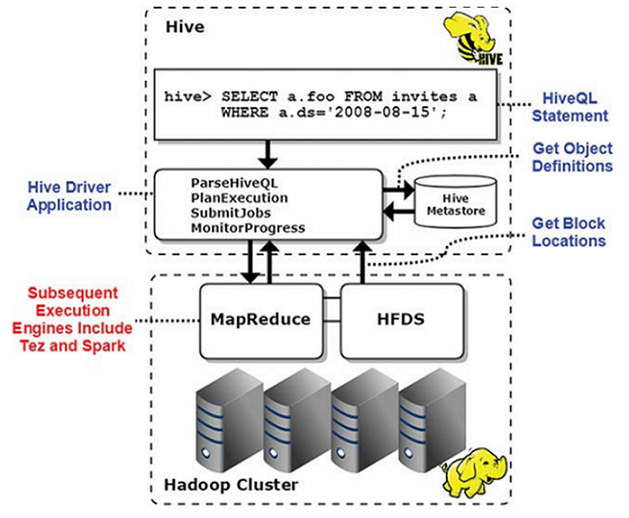 Hive
HIVE
hive> SELECT a.foo FROM invites a
WHERE a.ds='2008-08-15';
HiveQL
Statement
Get Object
Definitions
Hive Driver
Application
ParseHiveQL
PlanExecution
SubmitJobs
MonitorProgress
Hive
Metastore
Get Block
Locations
Subsequent
Execution
Engines Include
Tez and Spark
MapReduce
HFDS
Hadoop Cluster